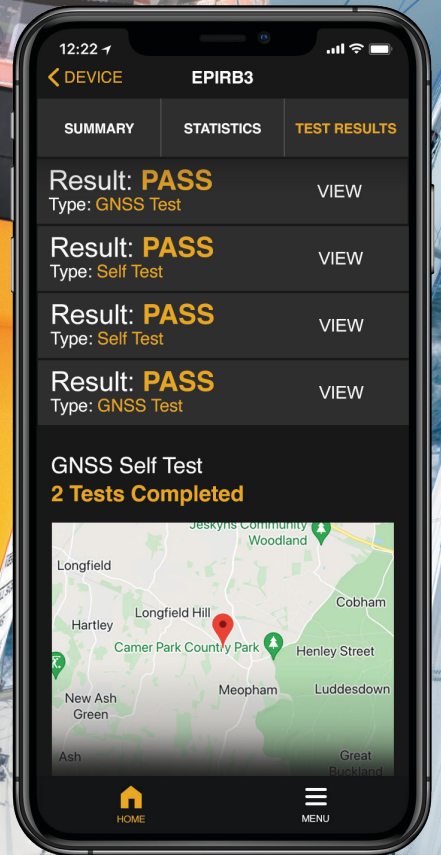 12:22
DEVICE
EPIRB3
SUMMARY
STATISTICS
TEST RESULTS
Result: PASS
Type: GNSS Test
VIEW
Result: PASS
Type: Self Test
VIEW
Result: PASS
Type: Self Test
VIEW
Result: PASS
Type: GNSS Test
VIEW
GNSS Self Test
2 Tests Completed
Jeskyns Community
Woodland
Longfield
Cobham
Longfield Hill
Hartley
Camer Park Country Park
Henley Street
Meopham
Luddesdown
New Ash
Green
Ash
Great
Buckland
HOME
MENU